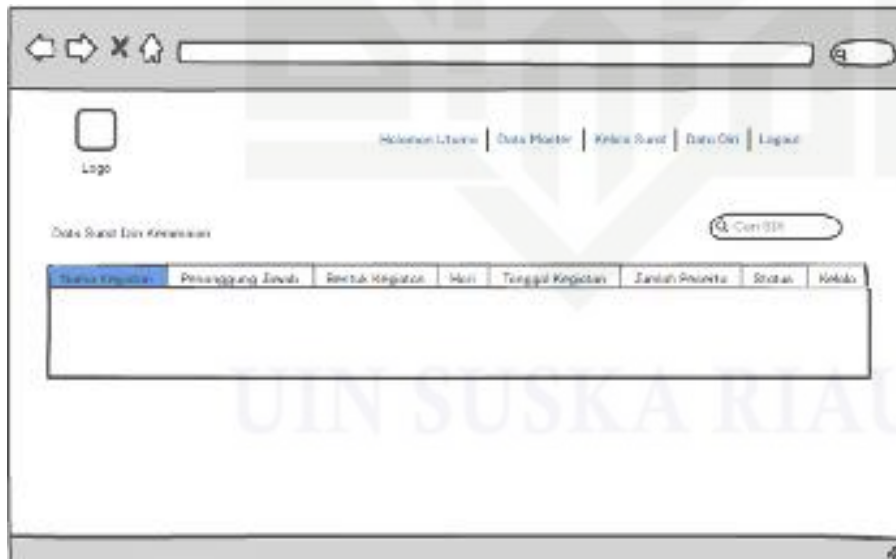 Halaman Utama | Data Master | Kelola Surat | Data Diri | Logout
Logo
Data Surat Izin Keramaian
Cari SIK
Nama Kegiatan Penanggung Jawab Bentuk Kegiatan Hari Tanggal Kegiatan Jumlah Peserta Status Kelola
UIN SUSKA RIAU